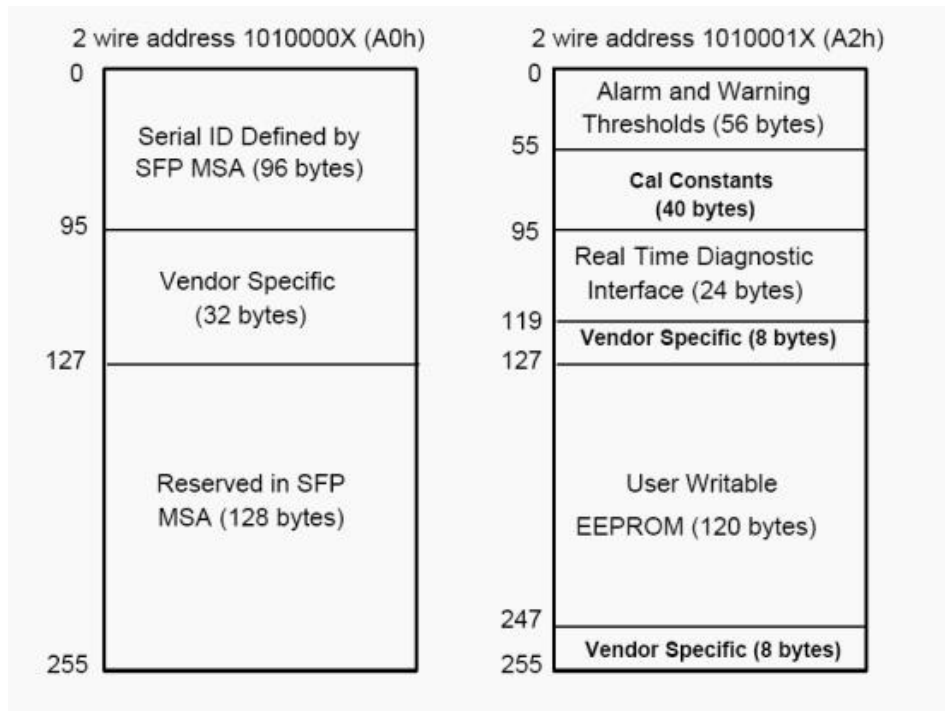 2 wire address 1010000X (A0h)
0
Serial ID Defined by
SFP MSA (96 bytes)
95
Vendor Specific
(32 bytes)
127
Reserved in SFP
MSA (128 bytes)
255
2 wire address 1010001X (A2h)
0
Alarm and Warning
Thresholds (56 bytes)
55
Cal Constants
(40 bytes)
95
Real Time Diagnostic
Interface (24 bytes)
119
Vendor Specific (8 bytes)
127
User Writable
EEPROM (120 bytes)
247
Vendor Specific (8 bytes)
255